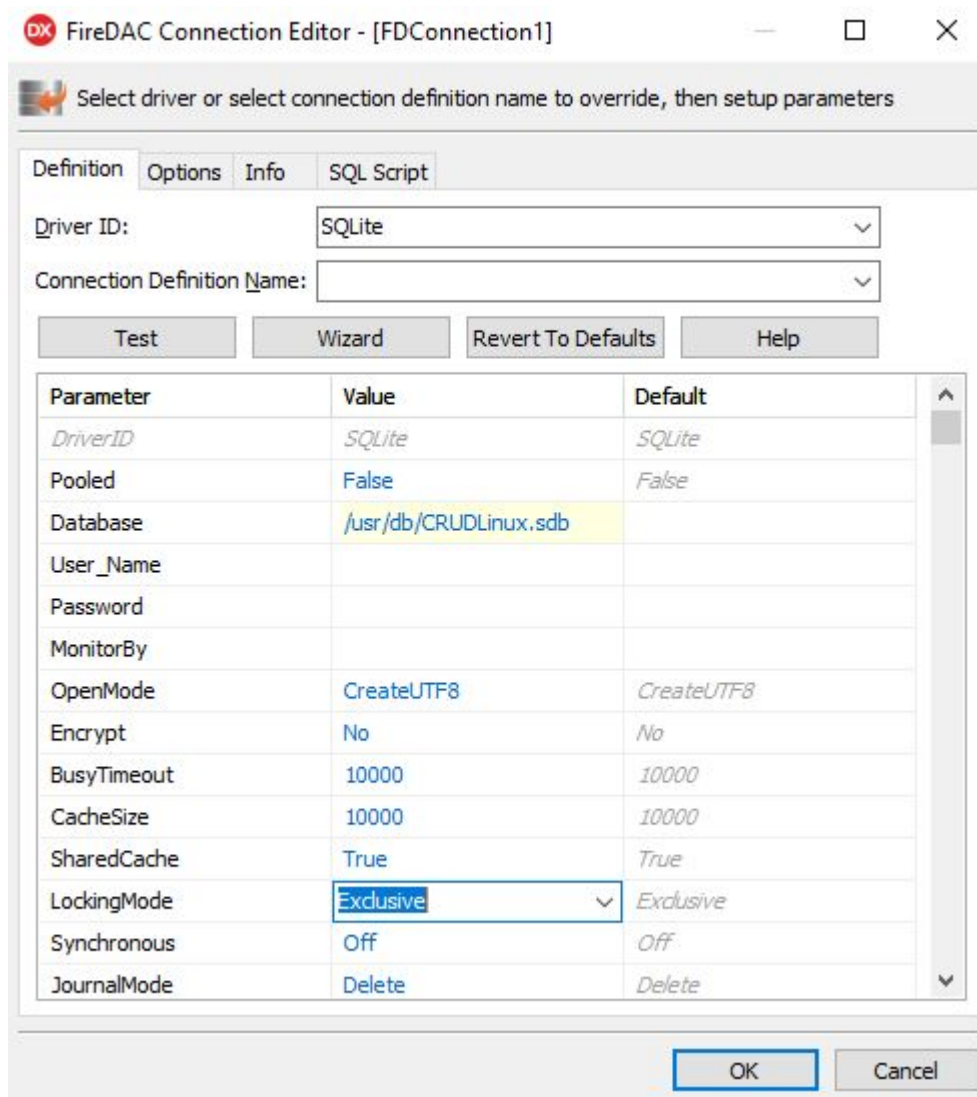 DX FireDAC Connection Editor - [FDConnection1]
Select driver or select connection definition name to override, then setup parameters
Definition Options Info SQL Script
Driver ID: SQLite
Connection Definition Name:
Test Wizard Revert To Defaults Help
Parameter Value Default
DriverID SQLite SQLite
Pooled False False
Database /usr/db/CRUDLinux.sdb
User_Name
Password
MonitorBy
OpenMode CreateUTF8 CreateUTF8
Encrypt No No
BusyTimeout 10000 10000
CacheSize 10000 10000
SharedCache True True
LockingMode Exclusive Exclusive
Synchronous Off Off
JournalMode Delete Delete
OK Cancel